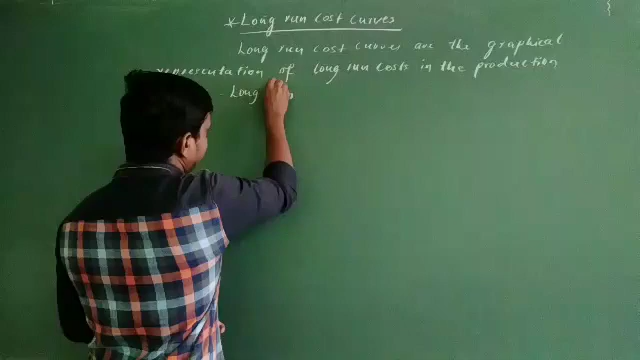 * Long run cost curves
Long run cost curves are the graphical
representation of long run costs in the production
Long